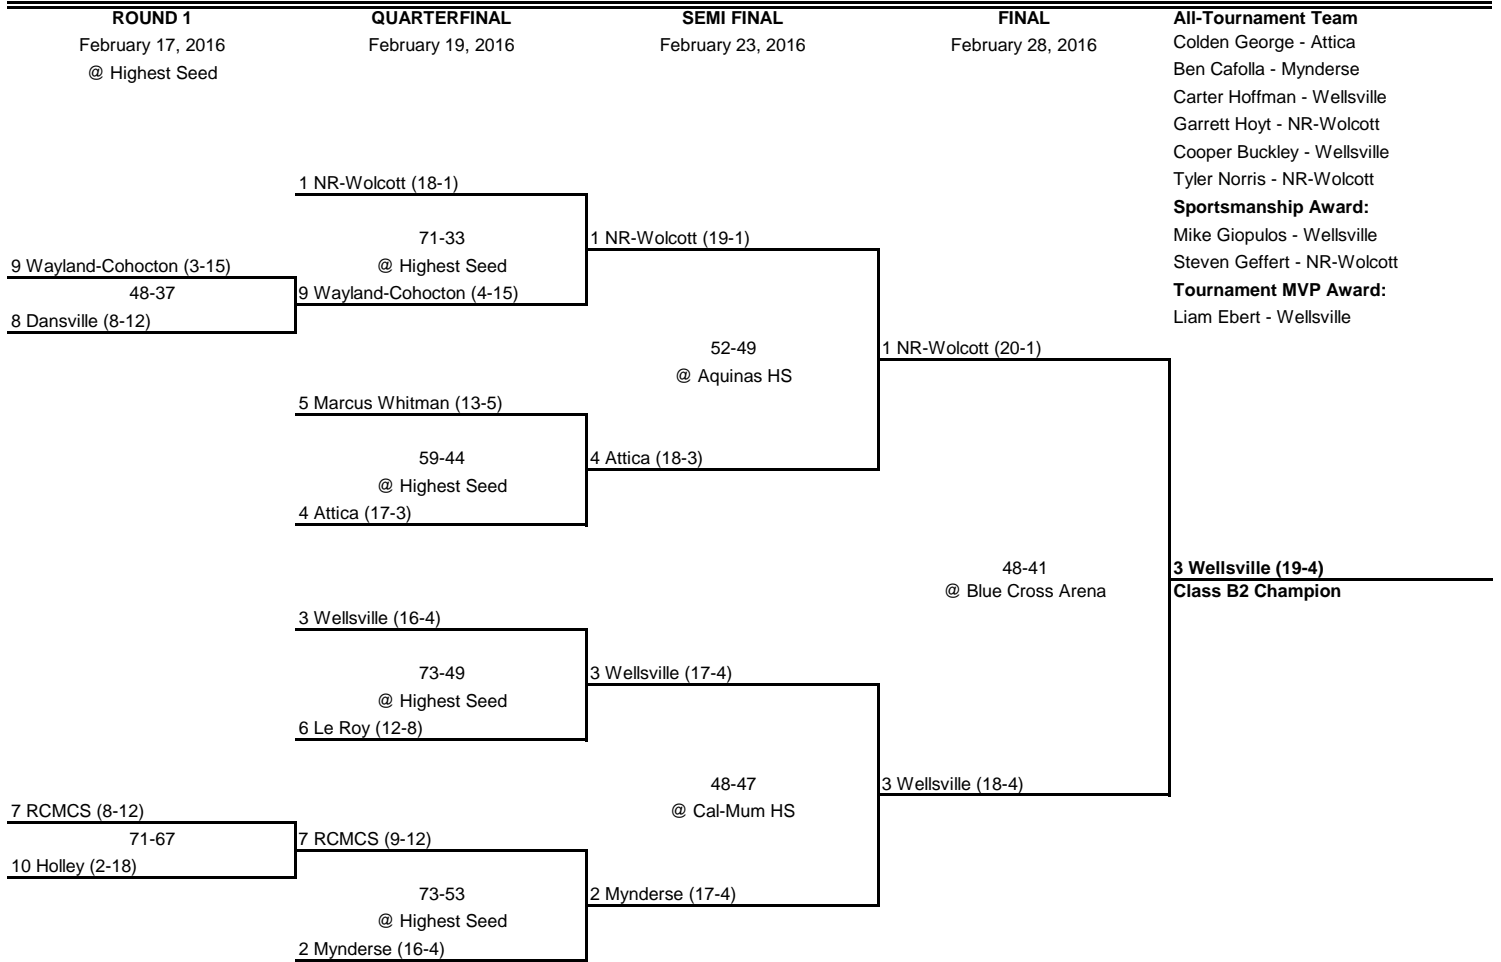 ROUND 1
February 17, 2016
@ Highest Seed
9 Wayland-Cohocton (3-15)
48-37
8 Dansville (8-12)
7 RCMCS (8-12)
71-67
10 Holley (2-18)
QUARTERFINAL
February 19, 2016
1 NR-Wolcott (18-1)
71-33
@ Highest Seed
9 Wayland-Cohocton (4-15)
5 Marcus Whitman (13-5)
59-44
@ Highest Seed
4 Attica (17-3)
3 Wellsville (16-4)
73-49
@ Highest Seed
6 Le Roy (12-8)
7 RCMCS (9-12)
73-53
@ Highest Seed
2 Mynderse (16-4)
SEMI FINAL
February 23, 2016
1 NR-Wolcott (19-1)
52-49
@ Aquinas HS
4 Attica (18-3)
3 Wellsville (17-4)
48-47
@ Cal-Mum HS
2 Mynderse (17-4)
FINAL
February 28, 2016
1 NR-Wolcott (20-1)
48-41
@ Blue Cross Arena
3 Wellsville (18-4)
All-Tournament Team
Colden George - Attica
Ben Cafolla - Mynderse
Carter Hoffman - Wellsville
Garrett Hoyt - NR-Wolcott
Cooper Buckley - Wellsville
Tyler Norris - NR-Wolcott
Sportsmanship Award:
Mike Giopulos - Wellsville
Steven Geffert - NR-Wolcott
Tournament MVP Award:
Liam Ebert - Wellsville
3 Wellsville (19-4)
Class B2 Champion